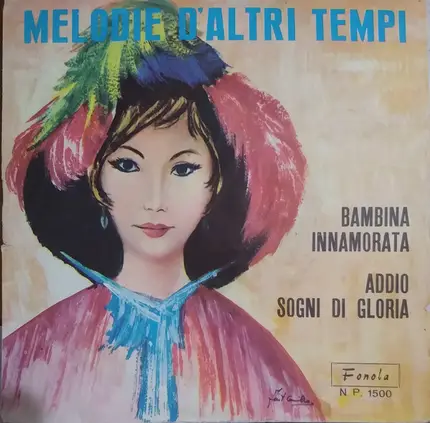 MELODIE D'ALTRI TEMPI
BAMBINA
INNAMORATA
ADDIO
SOGNI DI GLORIA
Fonola
N P. 1500